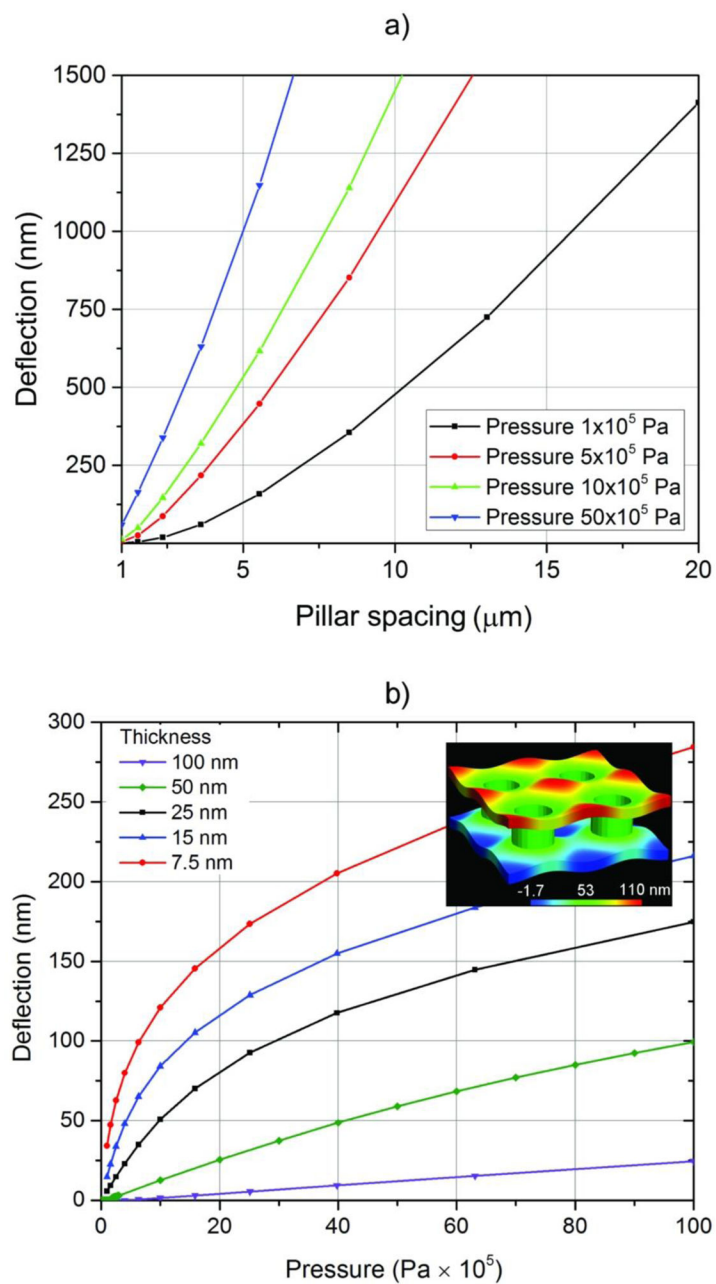 a)
1500
1250
1000
750
500
250
Deflection (nm)
Pressure 1x10⁵ Pa
Pressure 5x10⁵ Pa
Pressure 10x10⁵ Pa
Pressure 50x10⁵ Pa
1 5 10 15 20
Pillar spacing (μm)
b)
300
250
200
150
100
50
0
Deflection (nm)
Thickness
100 nm
50 nm
25 nm
15 nm
7.5 nm
-1.7 53 110 nm
0 20 40 60 80 100
Pressure (Pa × 10⁵)